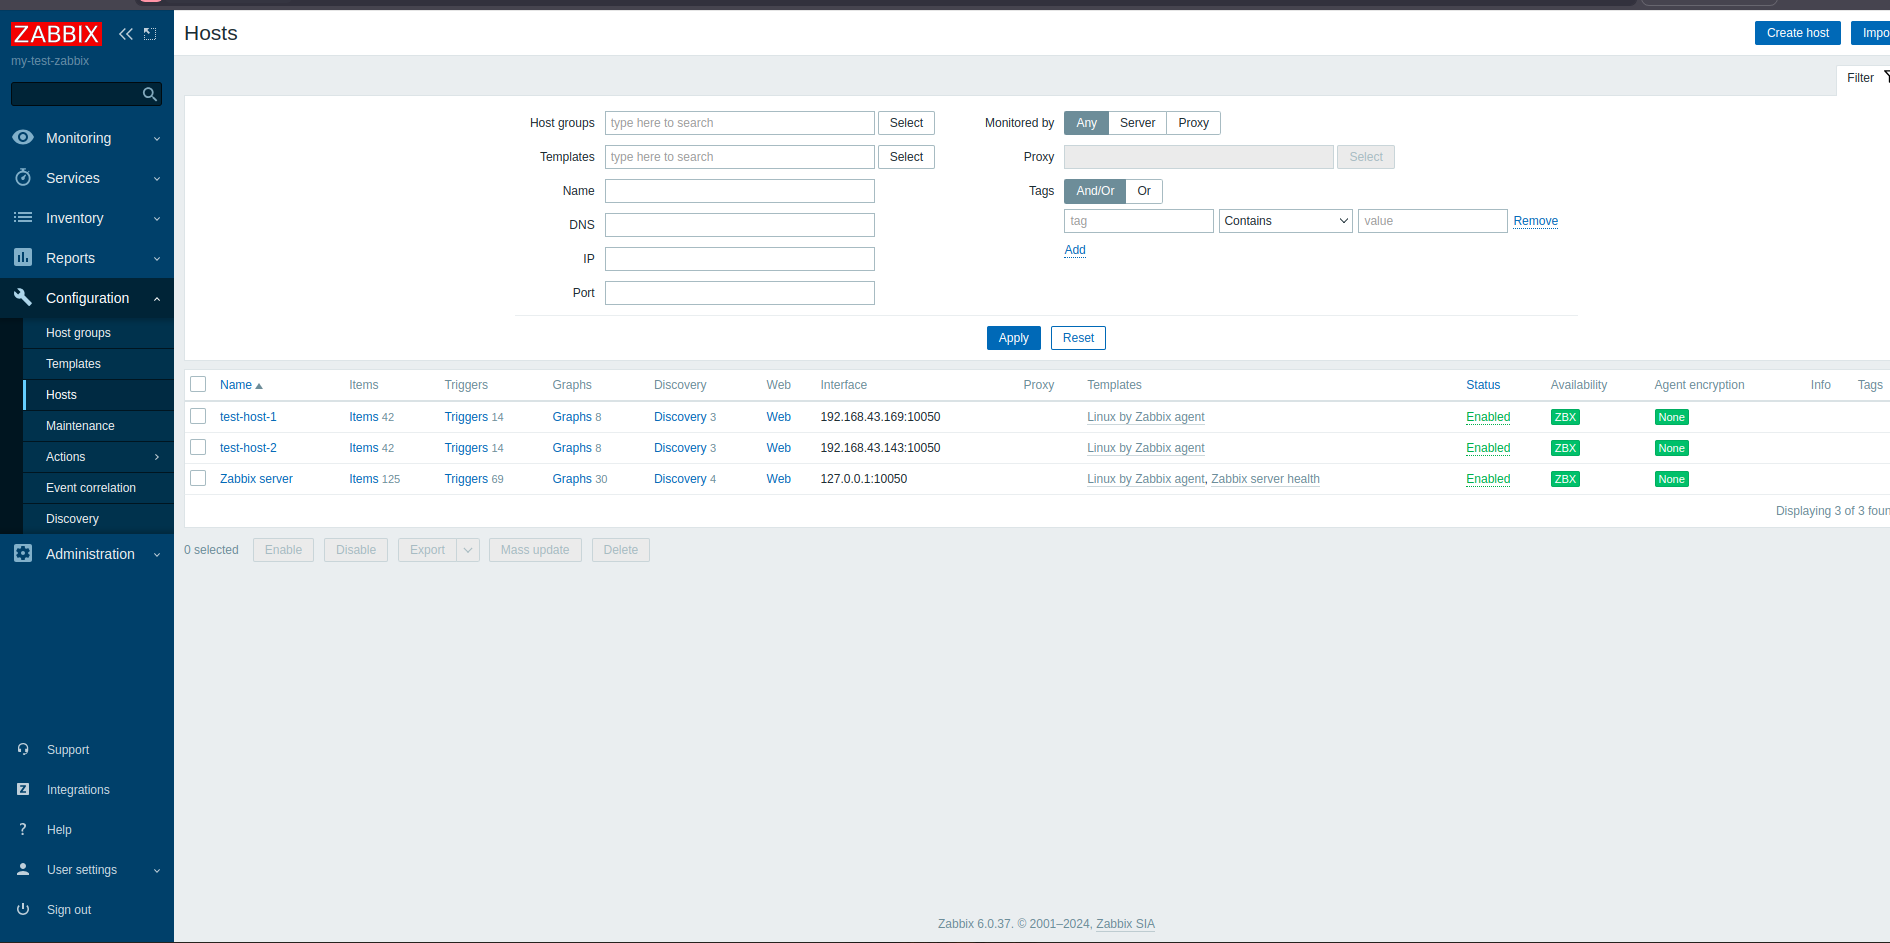 ZABBIX
my-test-zabbix
Monitoring
Services
Inventory
Reports
Configuration
Host groups
Templates
Hosts
Maintenance
Actions
Event correlation
Discovery
Administration
Support
Integrations
Help
User settings
Sign out
Hosts
Create host
Impo
Filter
Host groups type here to search Select
Templates type here to search Select
Name
DNS
IP
Port
Monitored by Any Server Proxy
Proxy Select
Tags And/Or Or
tag Contains value Remove
Add
Apply Reset
Name Items Triggers Graphs Discovery Web Interface Proxy Templates Status Availability Agent encryption Info Tags
test-host-1 Items 42 Triggers 14 Graphs 8 Discovery 3 Web 192.168.43.169:10050 Linux by Zabbix agent Enabled ZBX None
test-host-2 Items 42 Triggers 14 Graphs 8 Discovery 3 Web 192.168.43.143:10050 Linux by Zabbix agent Enabled ZBX None
Zabbix server Items 125 Triggers 69 Graphs 30 Discovery 4 Web 127.0.0.1:10050 Linux by Zabbix agent, Zabbix server health Enabled ZBX None
Displaying 3 of 3 foun
0 selected Enable Disable Export Mass update Delete
Zabbix 6.0.37. © 2001–2024, Zabbix SIA